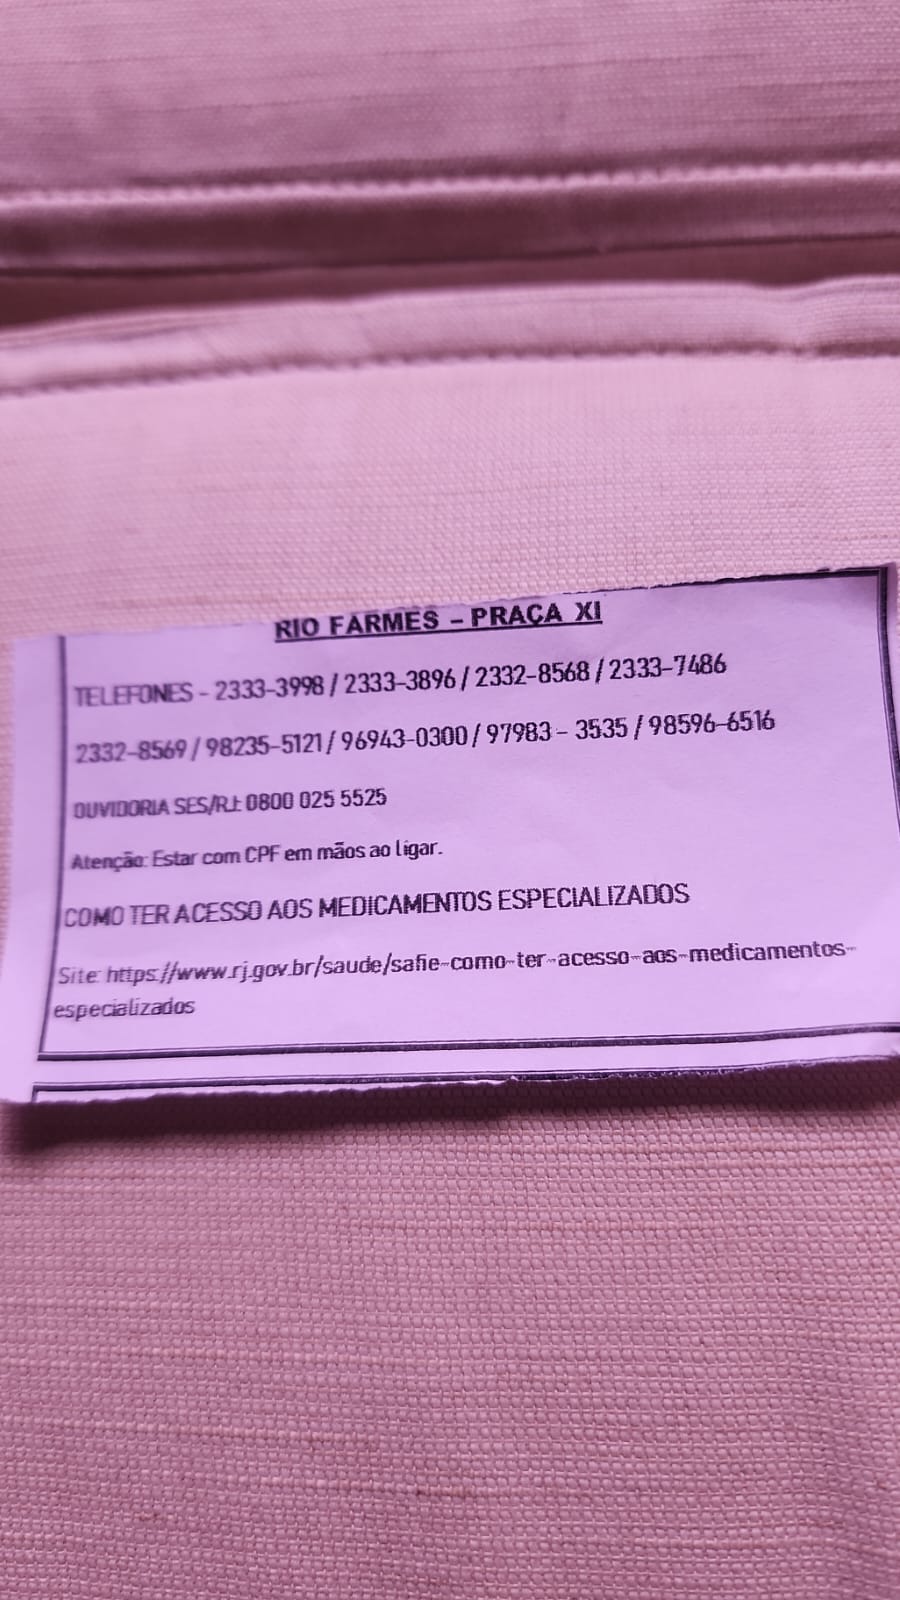 RIO FARMES – PRAÇA XI
TELEFONES - 2333-3998 / 2333-3896 / 2332-8568 / 2333-7486
2332-8569 / 98235-5121 / 96943-0300 / 97983 - 3535 / 98596-6516
OUVIDORIA SES/RJ: 0800 025 5525
Atenção: Estar com CPF em mãos ao ligar.
COMO TER ACESSO AOS MEDICAMENTOS ESPECIALIZADOS
Site: https://www.rj.gov.br/saude/safie-como-ter-acesso-aos-medicamentos-
especializados